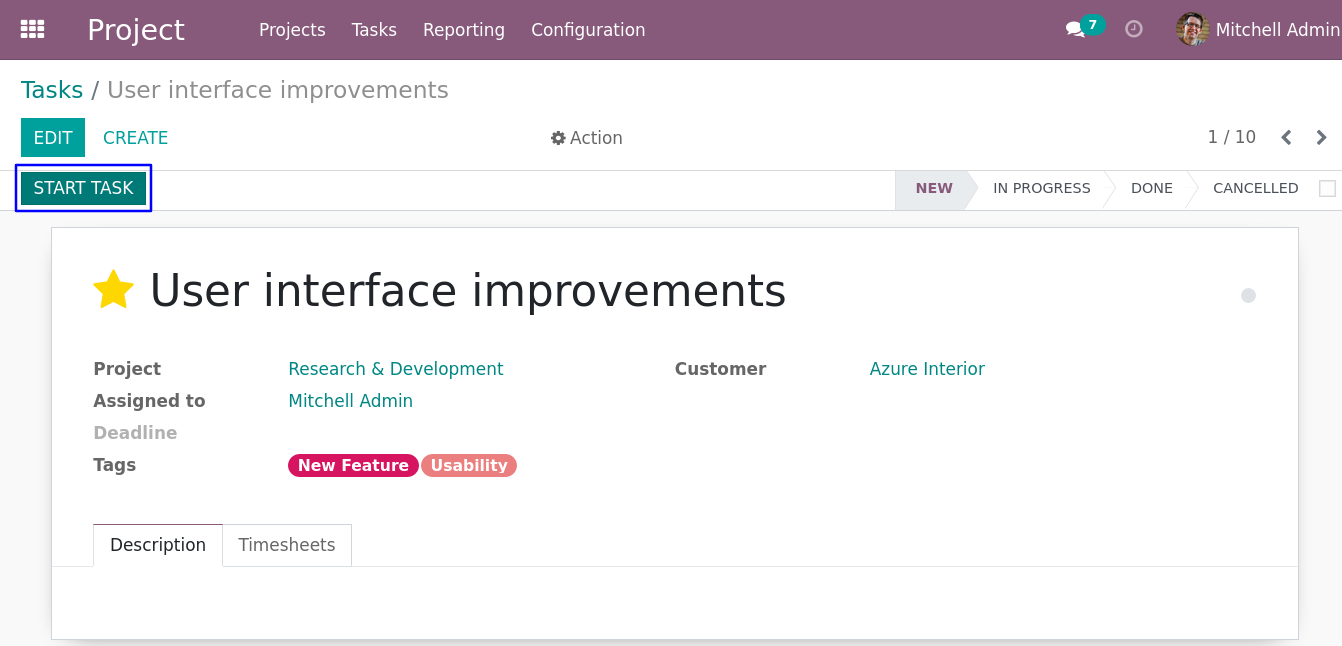 Project Projects Tasks Reporting Configuration 7 Mitchell Admin
Tasks / User interface improvements
EDIT CREATE Action 1 / 10
START TASK NEW IN PROGRESS DONE CANCELLED
User interface improvements
Project Research & Development Customer Azure Interior
Assigned to Mitchell Admin
Deadline
Tags New Feature Usability
Description Timesheets